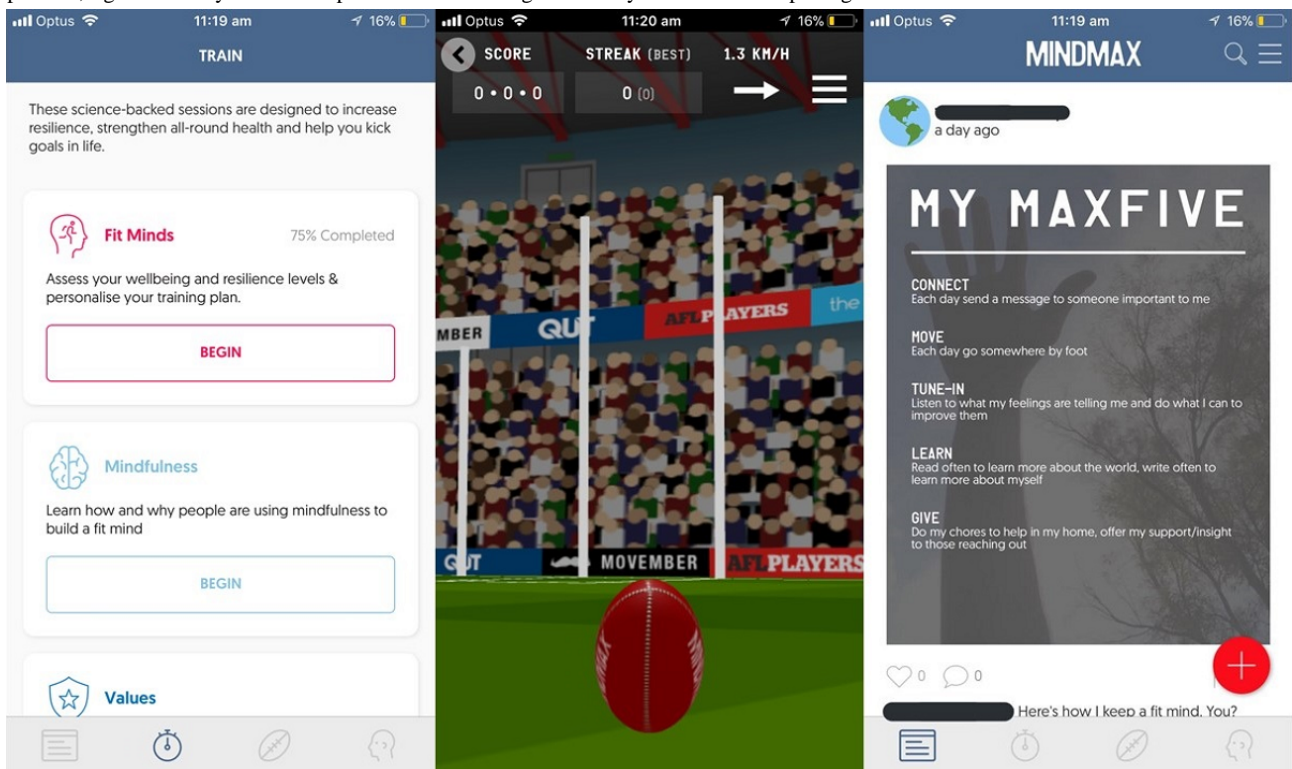 Optus 11:19 am 16%
TRAIN
These science-backed sessions are designed to increase
resilience, strengthen all-round health and help you kick
goals in life.
Fit Minds 75% Completed
Assess your wellbeing and resilience levels &
personalise your training plan.
BEGIN
Mindfulness
Learn how and why people are using mindfulness to
build a fit mind
BEGIN
Values
Optus 11:20 am 16%
SCORE STREAK (BEST) 1.3 KM/H
0 • 0 • 0 0 (0)
MBER QUT AFLPLAYERS the
QUT MOVEMBER AFLPLAYERS
Optus 11:19 am 16%
MINDMAX
a day ago
MY MAXFIVE
CONNECT
Each day send a message to someone important to me
MOVE
Each day go somewhere by foot
TUNE-IN
Listen to what my feelings are telling me and do what I can to
improve them
LEARN
Read often to learn more about the world, write often to
learn more about myself
GIVE
Do my chores to help in my home, offer my support/insight
to those reaching out
0 0
Here's how I keep a fit mind. You?